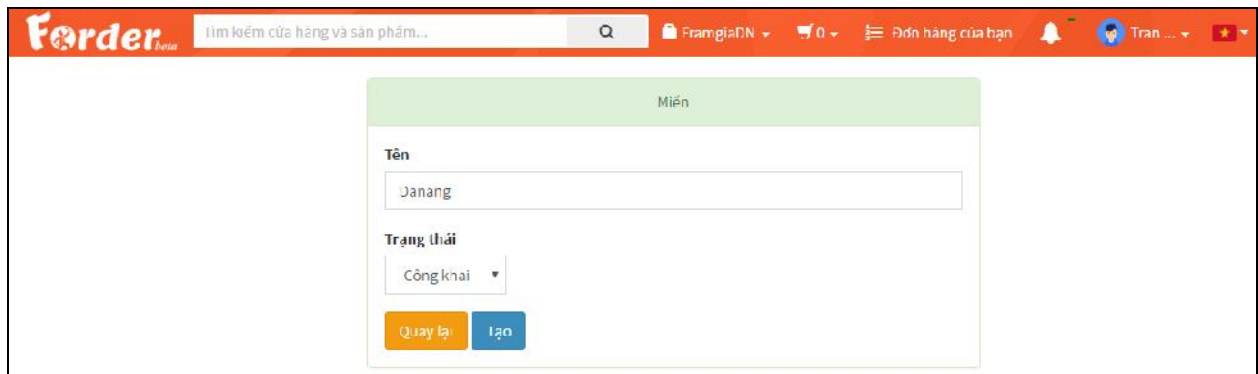 Forder beta
Tìm kiếm cửa hàng và sản phẩm...
FramgiaDN
0
Đơn hàng của bạn
Tran ...
Miền
Tên
Danang
Trạng thái
Công khai
Quay lại
Tạo